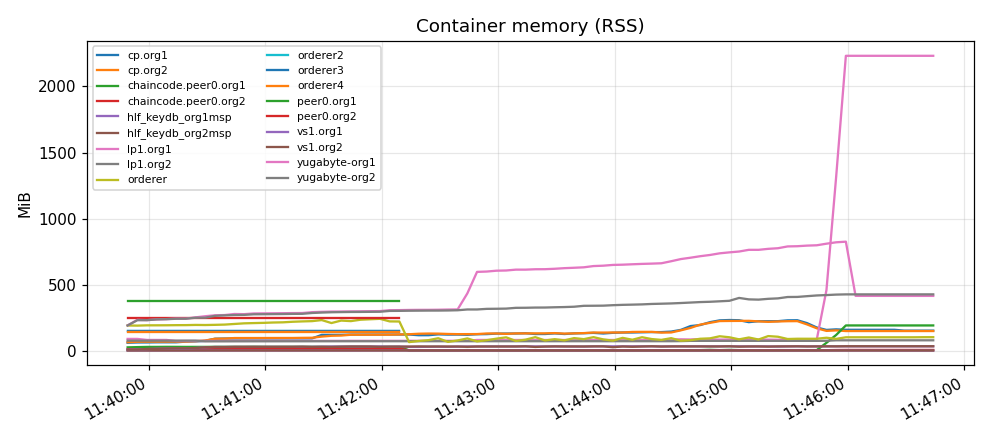 Container memory (RSS)
MiB
2000
1500
1000
500
0
cp.org1
cp.org2
chaincode.peer0.org1
chaincode.peer0.org2
hlf_keydb_org1msp
hlf_keydb_org2msp
lp1.org1
lp1.org2
orderer
orderer2
orderer3
orderer4
peer0.org1
peer0.org2
vs1.org1
vs1.org2
yugabyte-org1
yugabyte-org2
11:40:00
11:41:00
11:42:00
11:43:00
11:44:00
11:45:00
11:46:00
11:47:00